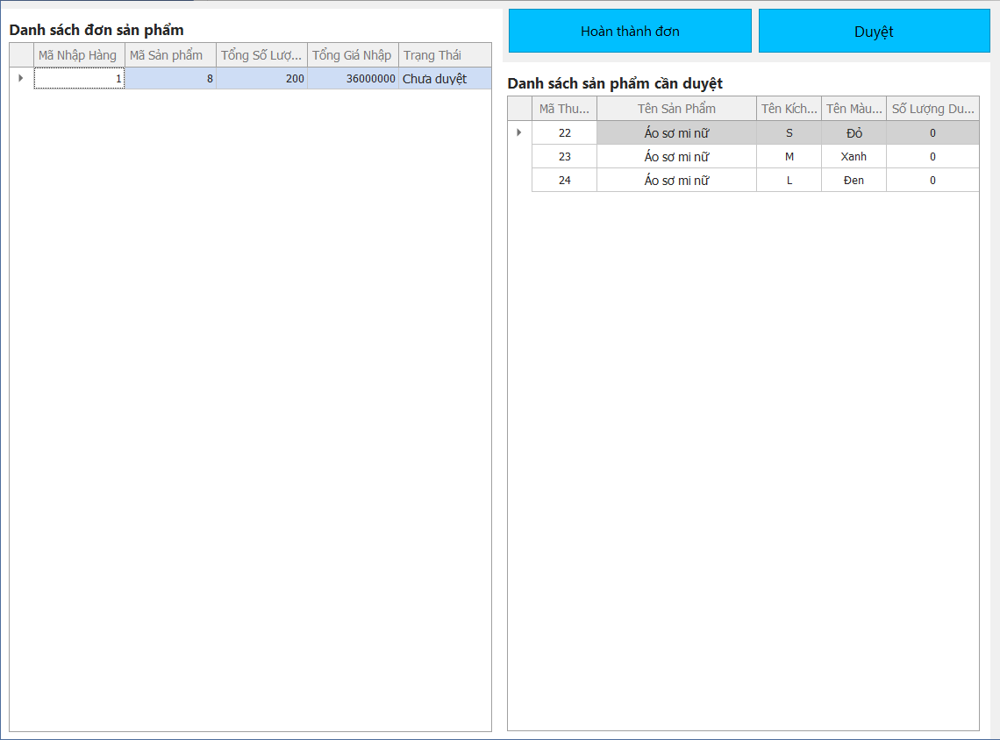 Danh sách đơn sản phẩm
Mã Nhập Hàng Mã Sản phẩm Tổng Số Lượ... Tổng Giá Nhập Trạng Thái
1 8 200 36000000 Chưa duyệt
Hoàn thành đơn Duyệt
Danh sách sản phẩm cần duyệt
Mã Thu... Tên Sản Phẩm Tên Kích... Tên Màu... Số Lượng Du...
22 Áo sơ mi nữ S Đỏ 0
23 Áo sơ mi nữ M Xanh 0
24 Áo sơ mi nữ L Đen 0